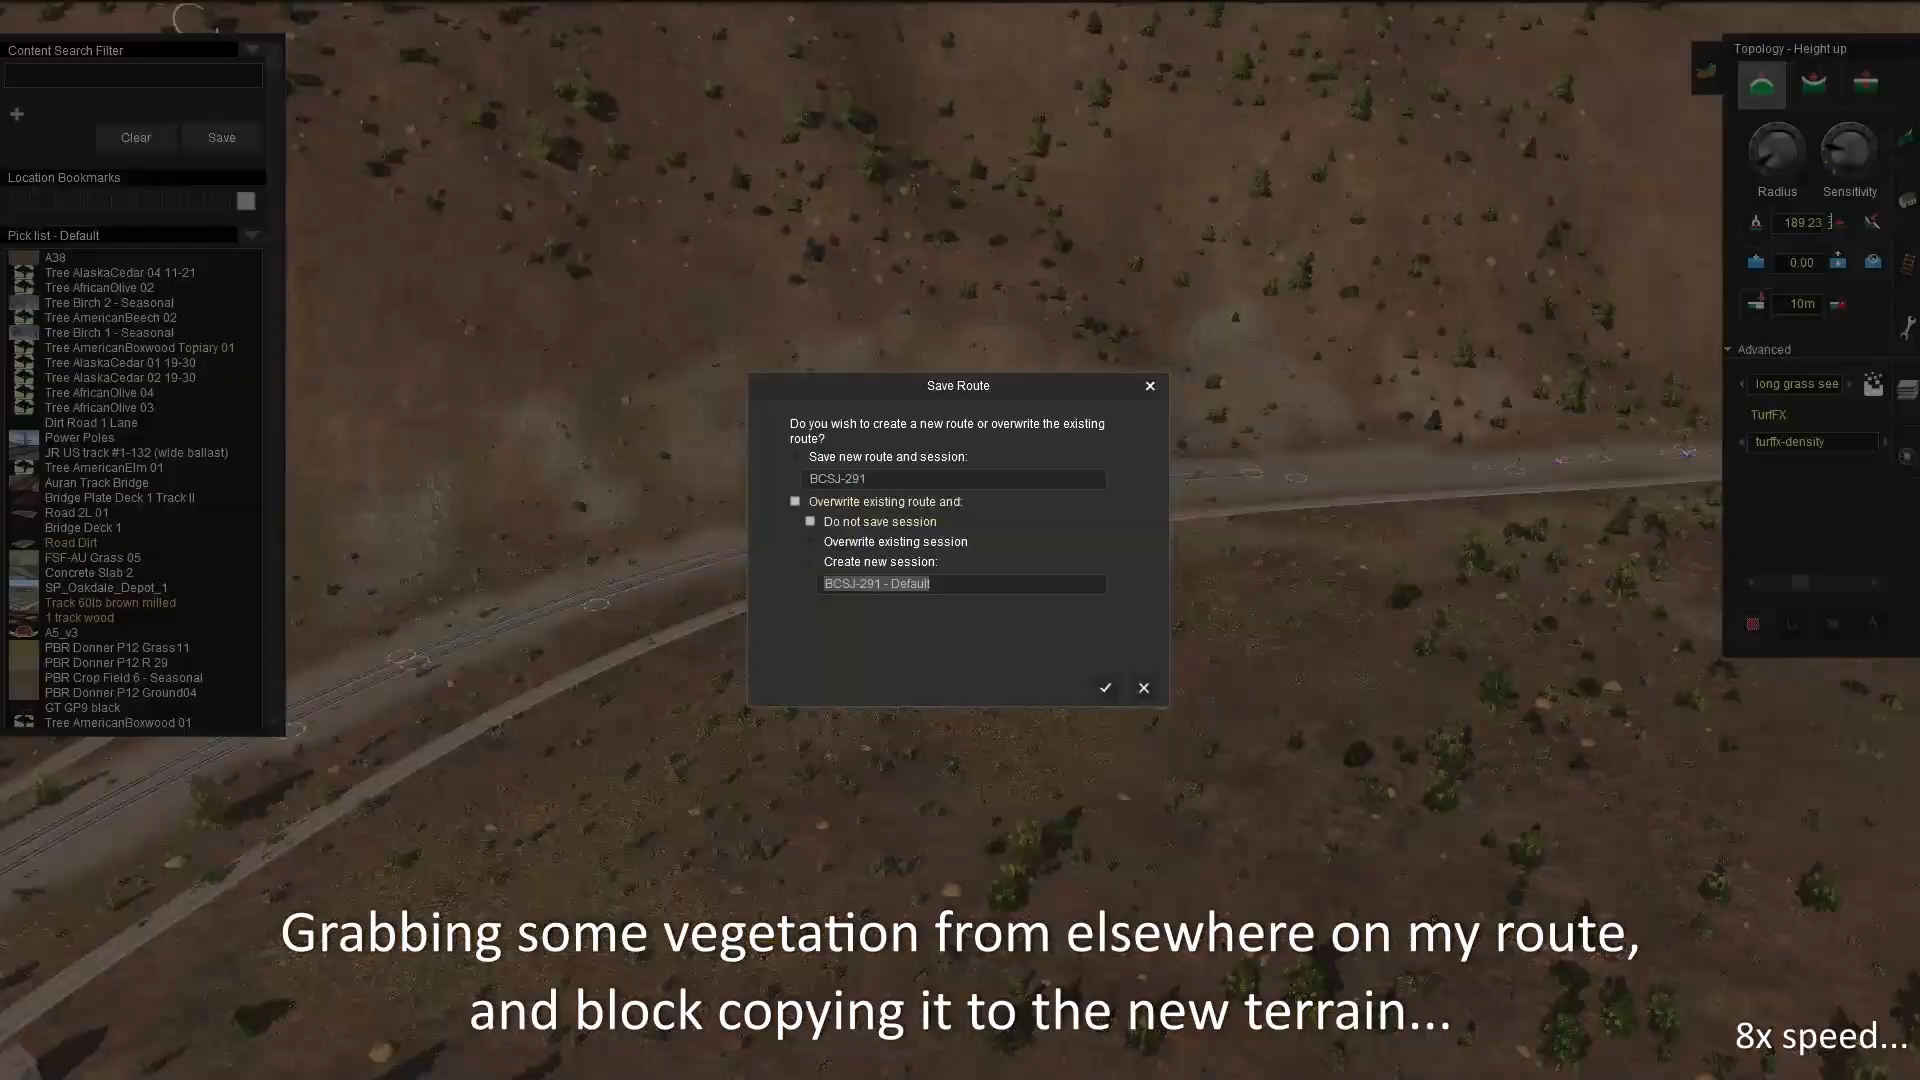 Content Search Filter
Clear
Save
Location Bookmarks
Pick list - Default
A38
Tree AlaskaCedar 04 11-21
Tree AfricanOlive 02
Tree Birch 2 - Seasonal
Tree AmericanBeech 02
Tree Birch 1 - Seasonal
Tree AmericanBoxwood Topiary 01
Tree AlaskaCedar 01 19-30
Tree AlaskaCedar 02 19-30
Tree AfricanOlive 04
Tree AfricanOlive 03
Dirt Road 1 Lane
Power Poles
JR US track #1-132 (wide ballast)
Tree AmericanElm 01
Auran Track Bridge
Bridge Plate Deck 1 Track II
Road 2L 01
Bridge Deck 1
Road Dirt
FSF-AU Grass 05
Concrete Slab 2
SP_Oakdale_Depot_1
Track 60lb brown milled
1 track wood
A5_v3
PBR Donner P12 Grass11
PBR Donner P12 R 29
PBR Crop Field 6 - Seasonal
PBR Donner P12 Ground04
GT GP9 black
Tree AmericanBoxwood 01
Save Route
Do you wish to create a new route or overwrite the existing
route?
Save new route and session:
BCSJ-291
Overwrite existing route and:
Do not save session
Overwrite existing session
Create new session:
BCSJ-291 - Default
Topology - Height up
Radius
Sensitivity
189.23
0.00
10m
Advanced
long grass see
TurfFX
turffx-density
Grabbing some vegetation from elsewhere on my route,
and block copying it to the new terrain...
8x speed...